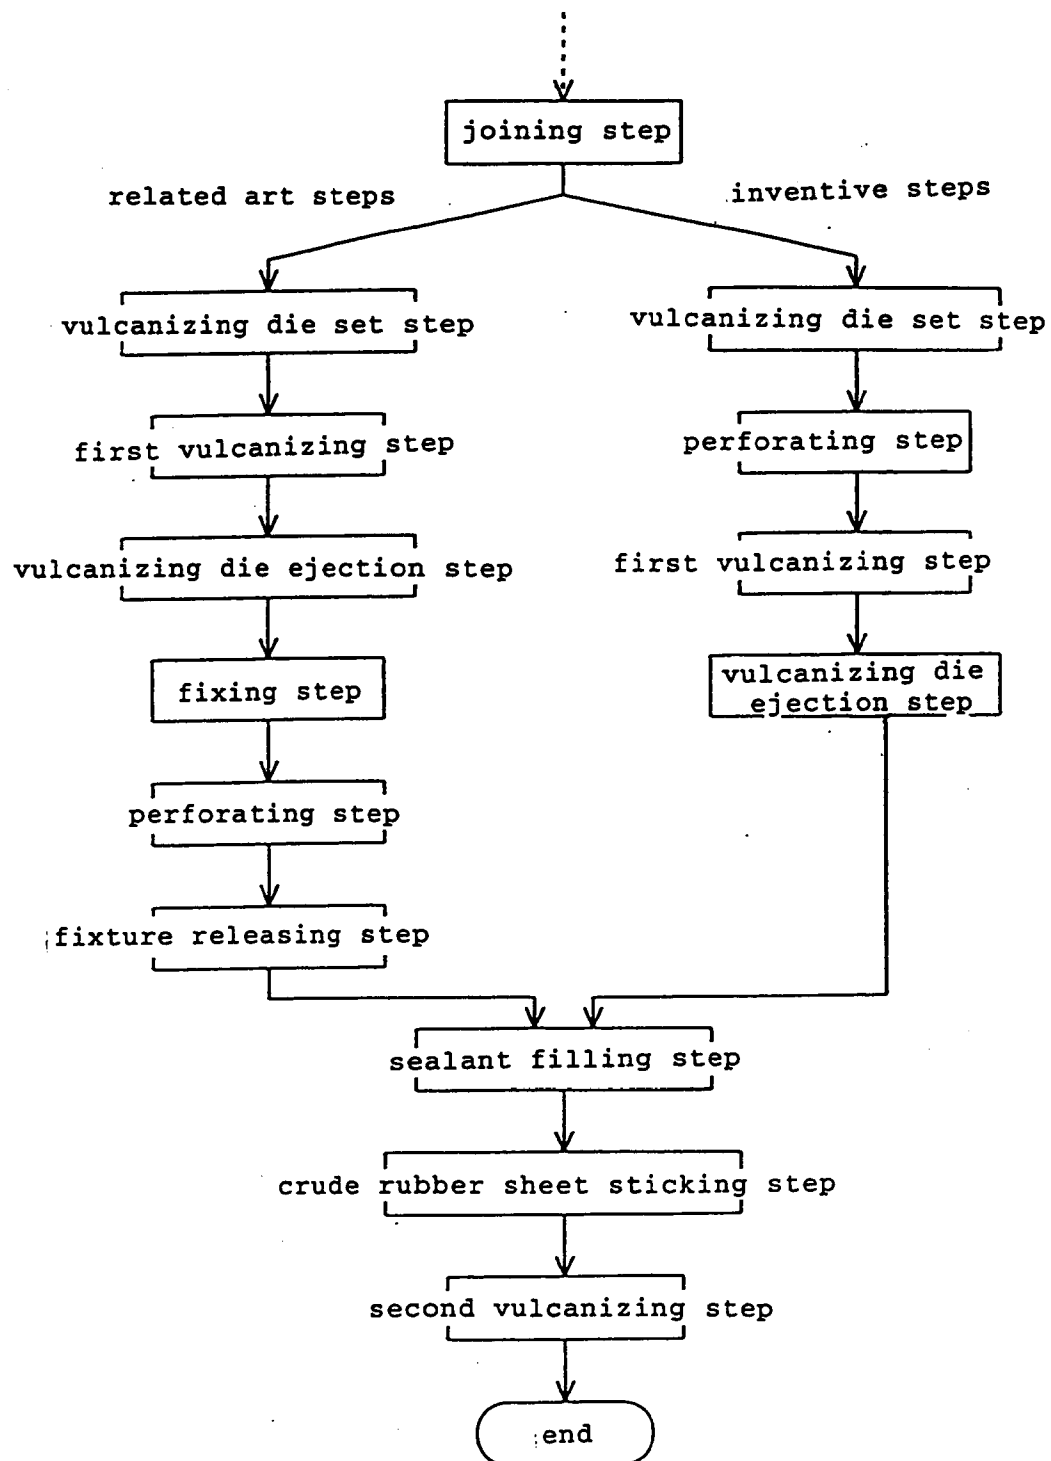 joining step
related art steps
inventive steps
vulcanizing die set step
first vulcanizing step
vulcanizing die ejection step
fixing step
perforating step
fixture releasing step
vulcanizing die set step
perforating step
first vulcanizing step
vulcanizing die
ejection step
sealant filling step
crude rubber sheet sticking step
second vulcanizing step
end